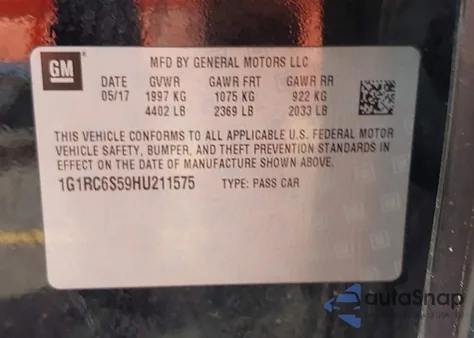 GM
MFD BY GENERAL MOTORS LLC
DATE GVWR GAWR FRT GAWR RR
05/17 1997 KG 1075 KG 922 KG
4402 LB 2369 LB 2033 LB
THIS VEHICLE CONFORMS TO ALL APPLICABLE U.S. FEDERAL MOTOR
VEHICLE SAFETY, BUMPER, AND THEFT PREVENTION STANDARDS IN
EFFECT ON THE DATE OF MANUFACTURE SHOWN ABOVE.
1G1RC6S59HU211575 TYPE: PASS CAR
autoSnap